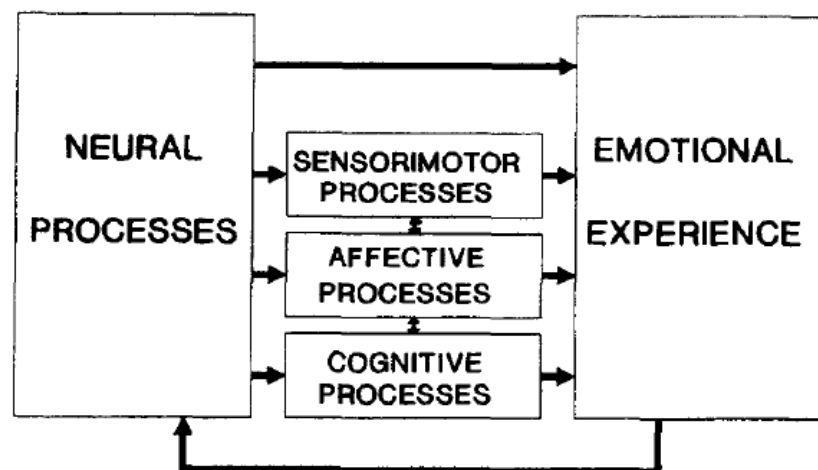 NEURAL
PROCESSES
SENSORIMOTOR
PROCESSES
AFFECTIVE
PROCESSES
COGNITIVE
PROCESSES
EMOTIONAL
EXPERIENCE